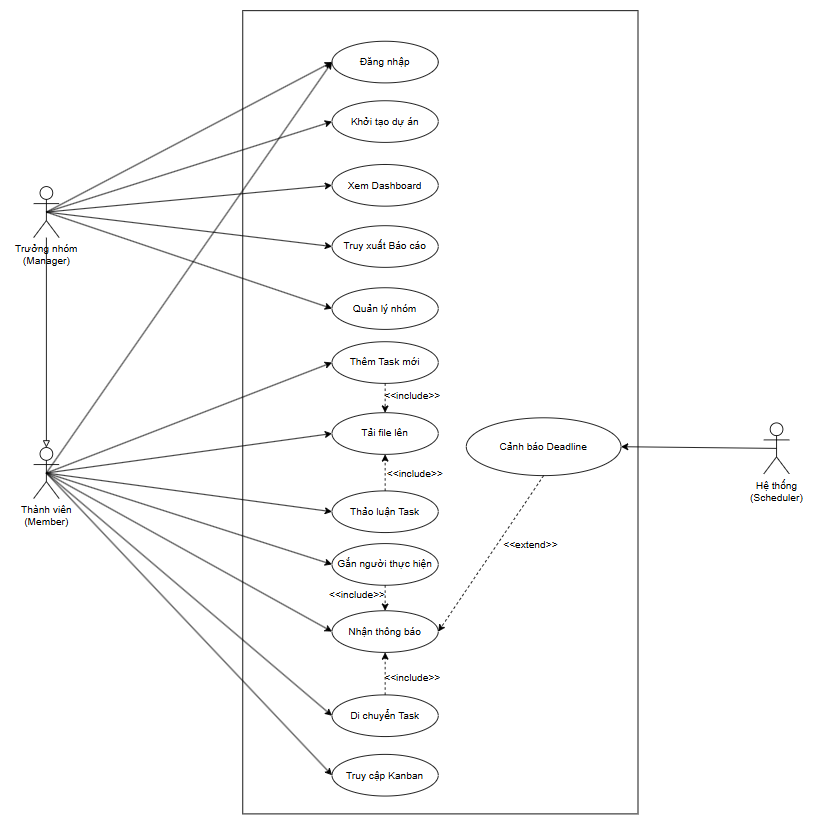 Đăng nhập
Khởi tạo dự án
Xem Dashboard
Truy xuất Báo cáo
Trưởng nhóm
(Manager)
Quản lý nhóm
Thêm Task mới
<<include>>
Tải file lên
Cảnh báo Deadline
<<include>>
Hệ thống
(Scheduler)
Thành viên
(Member)
Thảo luận Task
<<extend>>
Gắn người thực hiện
<<include>>
Nhận thông báo
<<include>>
Di chuyển Task
Truy cập Kanban